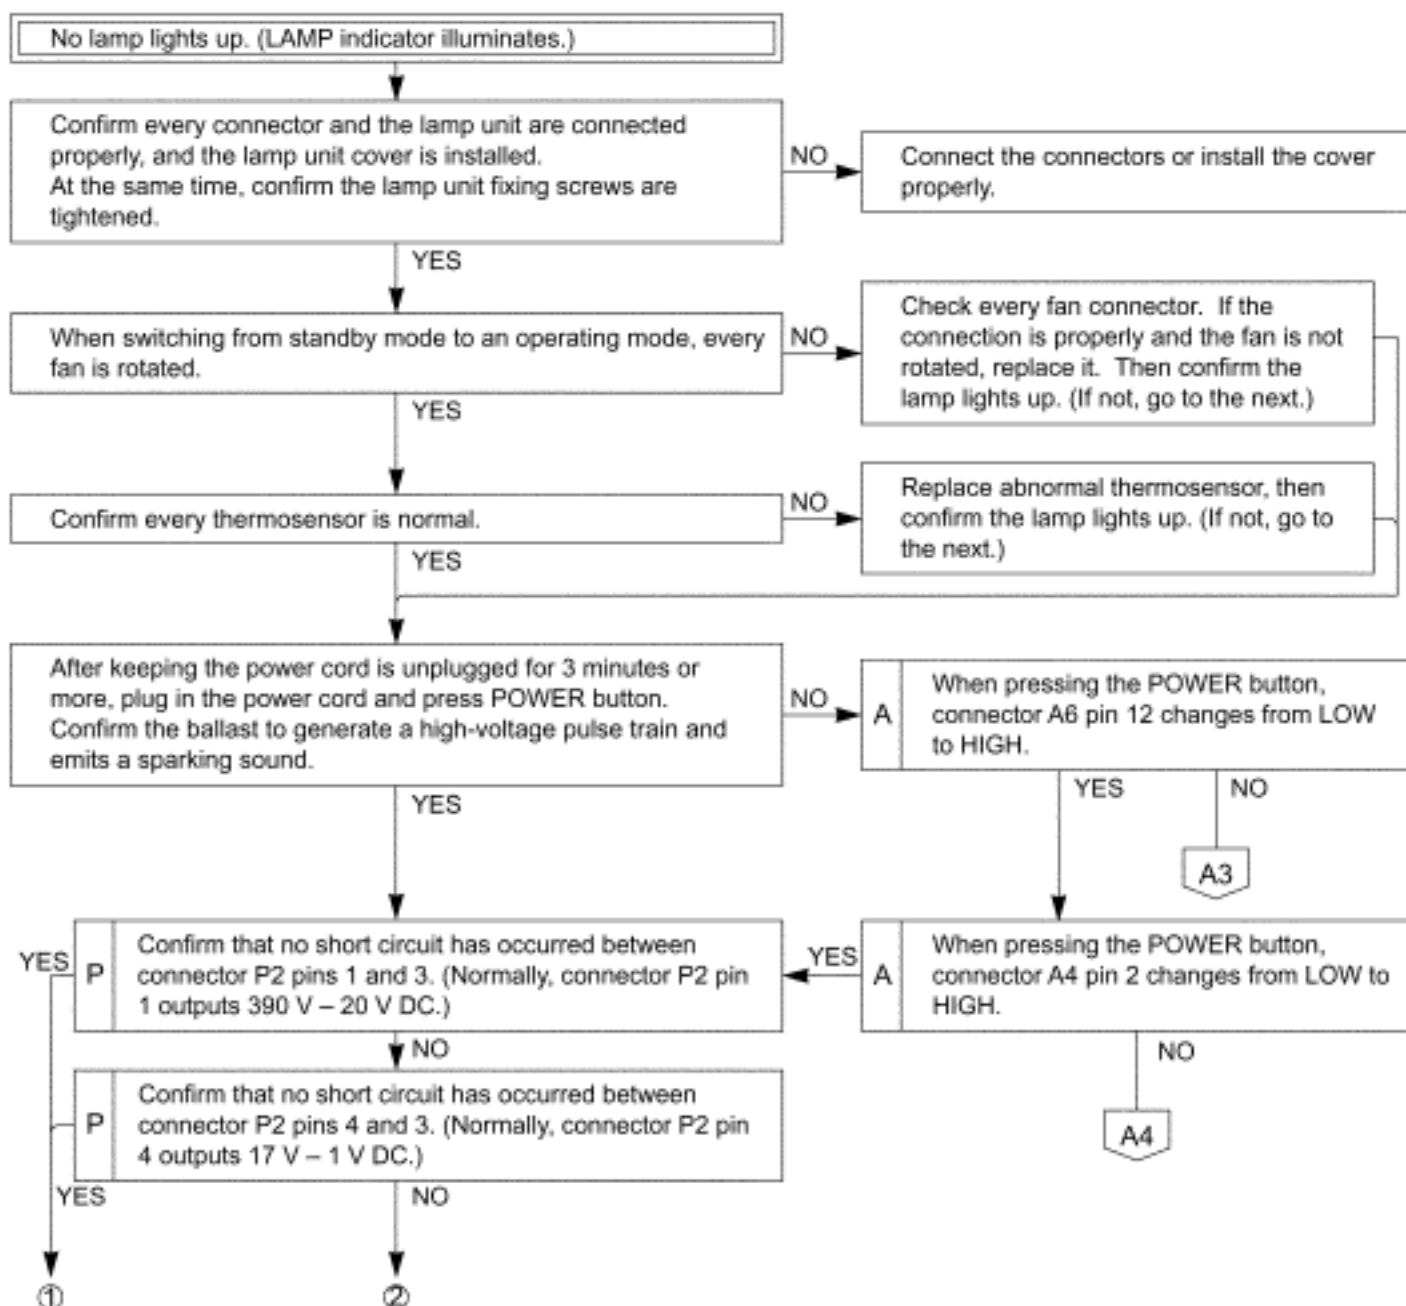 No lamp lights up. (LAMP indicator illuminates.)
Confirm every connector and the lamp unit are connected
properly, and the lamp unit cover is installed.
At the same time, confirm the lamp unit fixing screws are
tightened.
NO
Connect the connectors or install the cover
properly.
YES
When switching from standby mode to an operating mode, every
fan is rotated.
NO
Check every fan connector.  If the
connection is properly and the fan is not
rotated, replace it.  Then confirm the
lamp lights up. (If not, go to the next.)
YES
Confirm every thermosensor is normal.
NO
Replace abnormal thermosensor, then
confirm the lamp lights up. (If not, go to
the next.)
YES
After keeping the power cord is unplugged for 3 minutes or
more, plug in the power cord and press POWER button.
Confirm the ballast to generate a high-voltage pulse train and
emits a sparking sound.
NO
A
When pressing the POWER button,
connector A6 pin 12 changes from LOW
to HIGH.
YES
YES
NO
A3
YES
P
Confirm that no short circuit has occurred between
connector P2 pins 1 and 3. (Normally, connector P2 pin
1 outputs 390 V – 20 V DC.)
YES
A
When pressing the POWER button,
connector A4 pin 2 changes from LOW to
HIGH.
NO
NO
A4
P
Confirm that no short circuit has occurred between
connector P2 pins 4 and 3. (Normally, connector P2 pin
4 outputs 17 V – 1 V DC.)
YES
NO
①
②